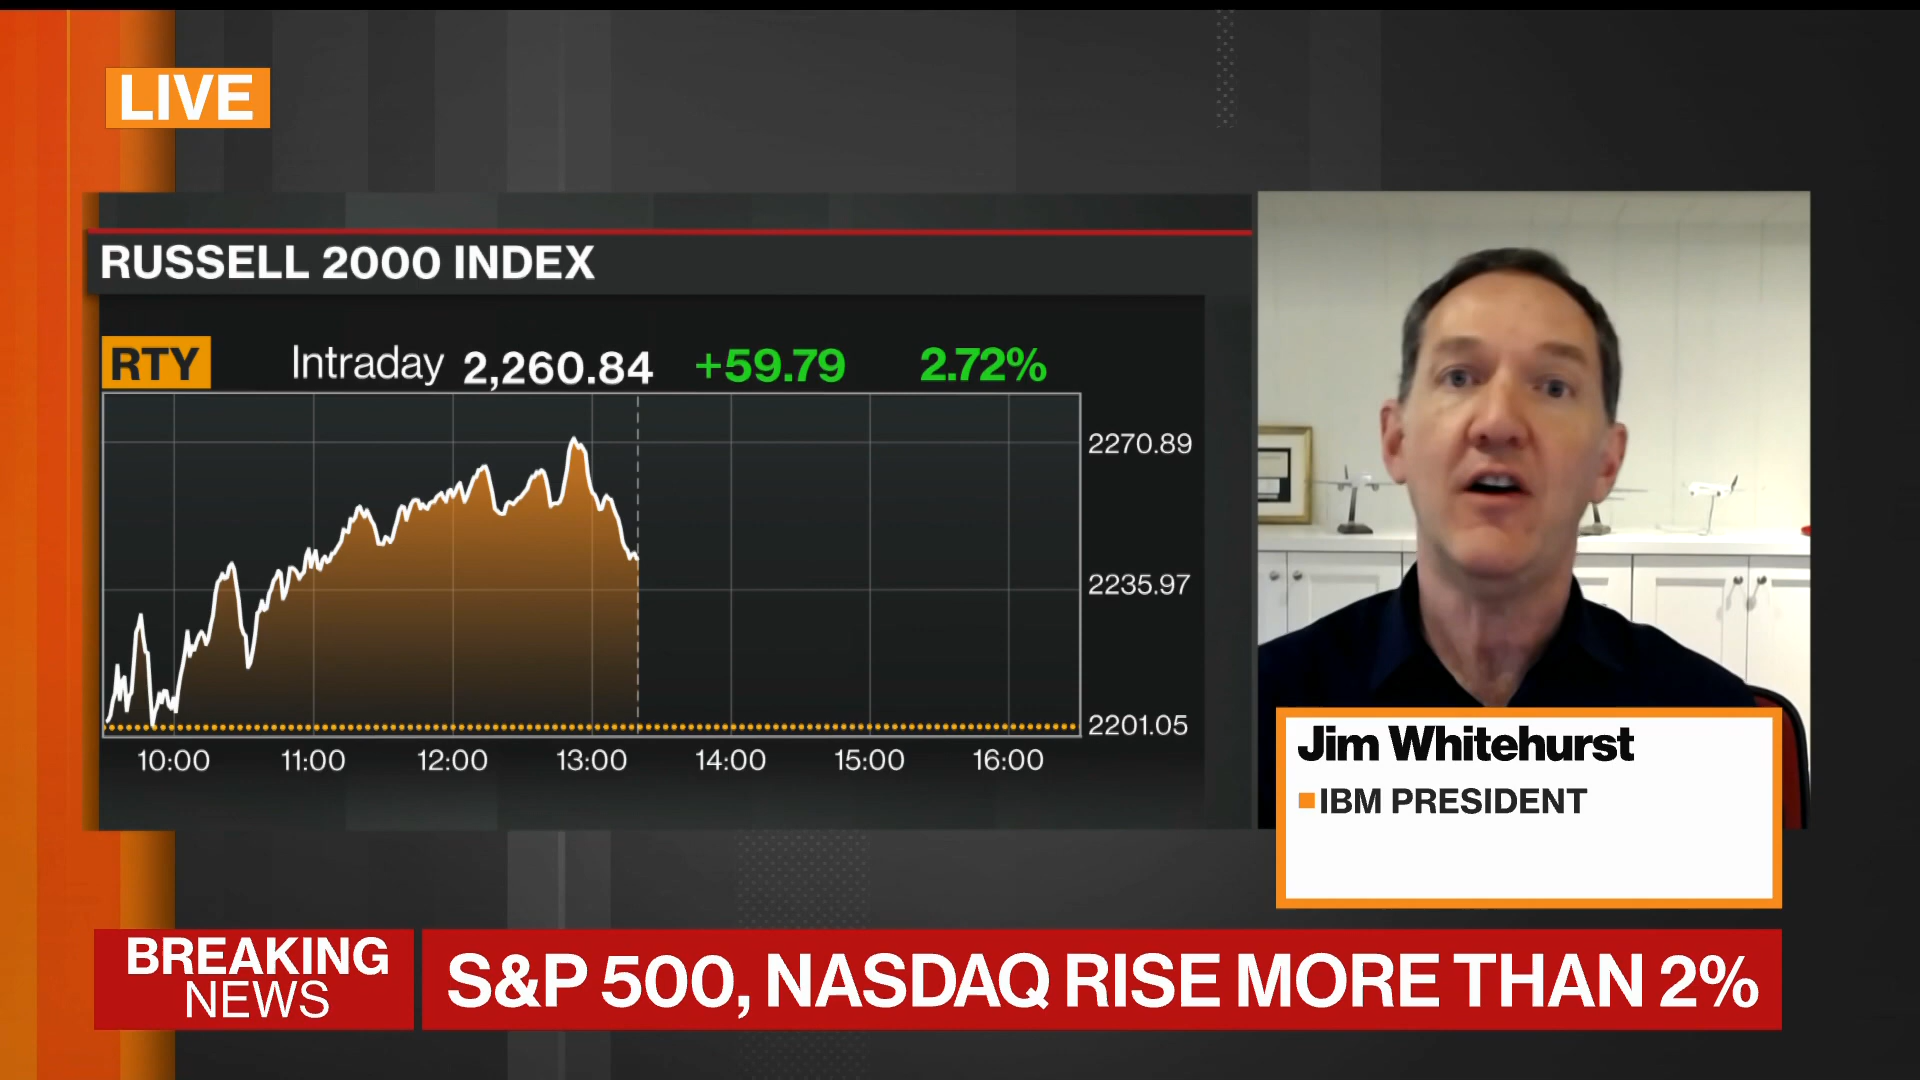 LIVE
RUSSELL 2000 INDEX
RTY Intraday 2,260.84 +59.79 2.72%
2270.89
2235.97
2201.05
10:00 11:00 12:00 13:00 14:00 15:00 16:00
Jim Whitehurst
IBM PRESIDENT
BREAKING
NEWS
S&P 500, NASDAQ RISE MORE THAN 2%